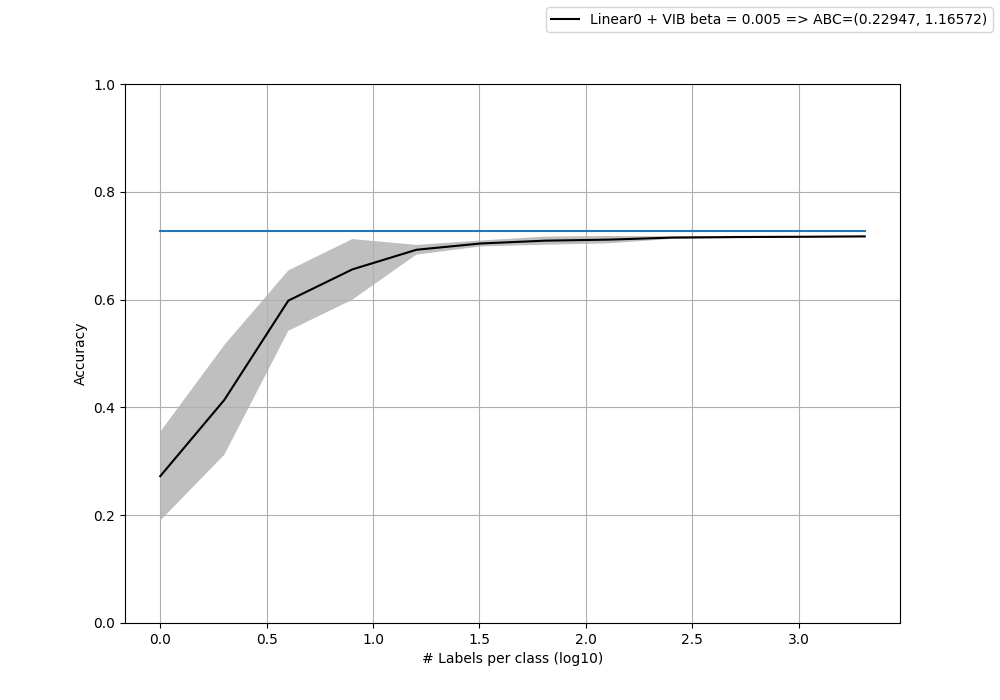 Linear0 + VIB beta = 0.005 => ABC=(0.22947, 1.16572)
1.0
0.8
0.6
0.4
0.2
0.0
Accuracy
0.0 0.5 1.0 1.5 2.0 2.5 3.0
# Labels per class (log10)